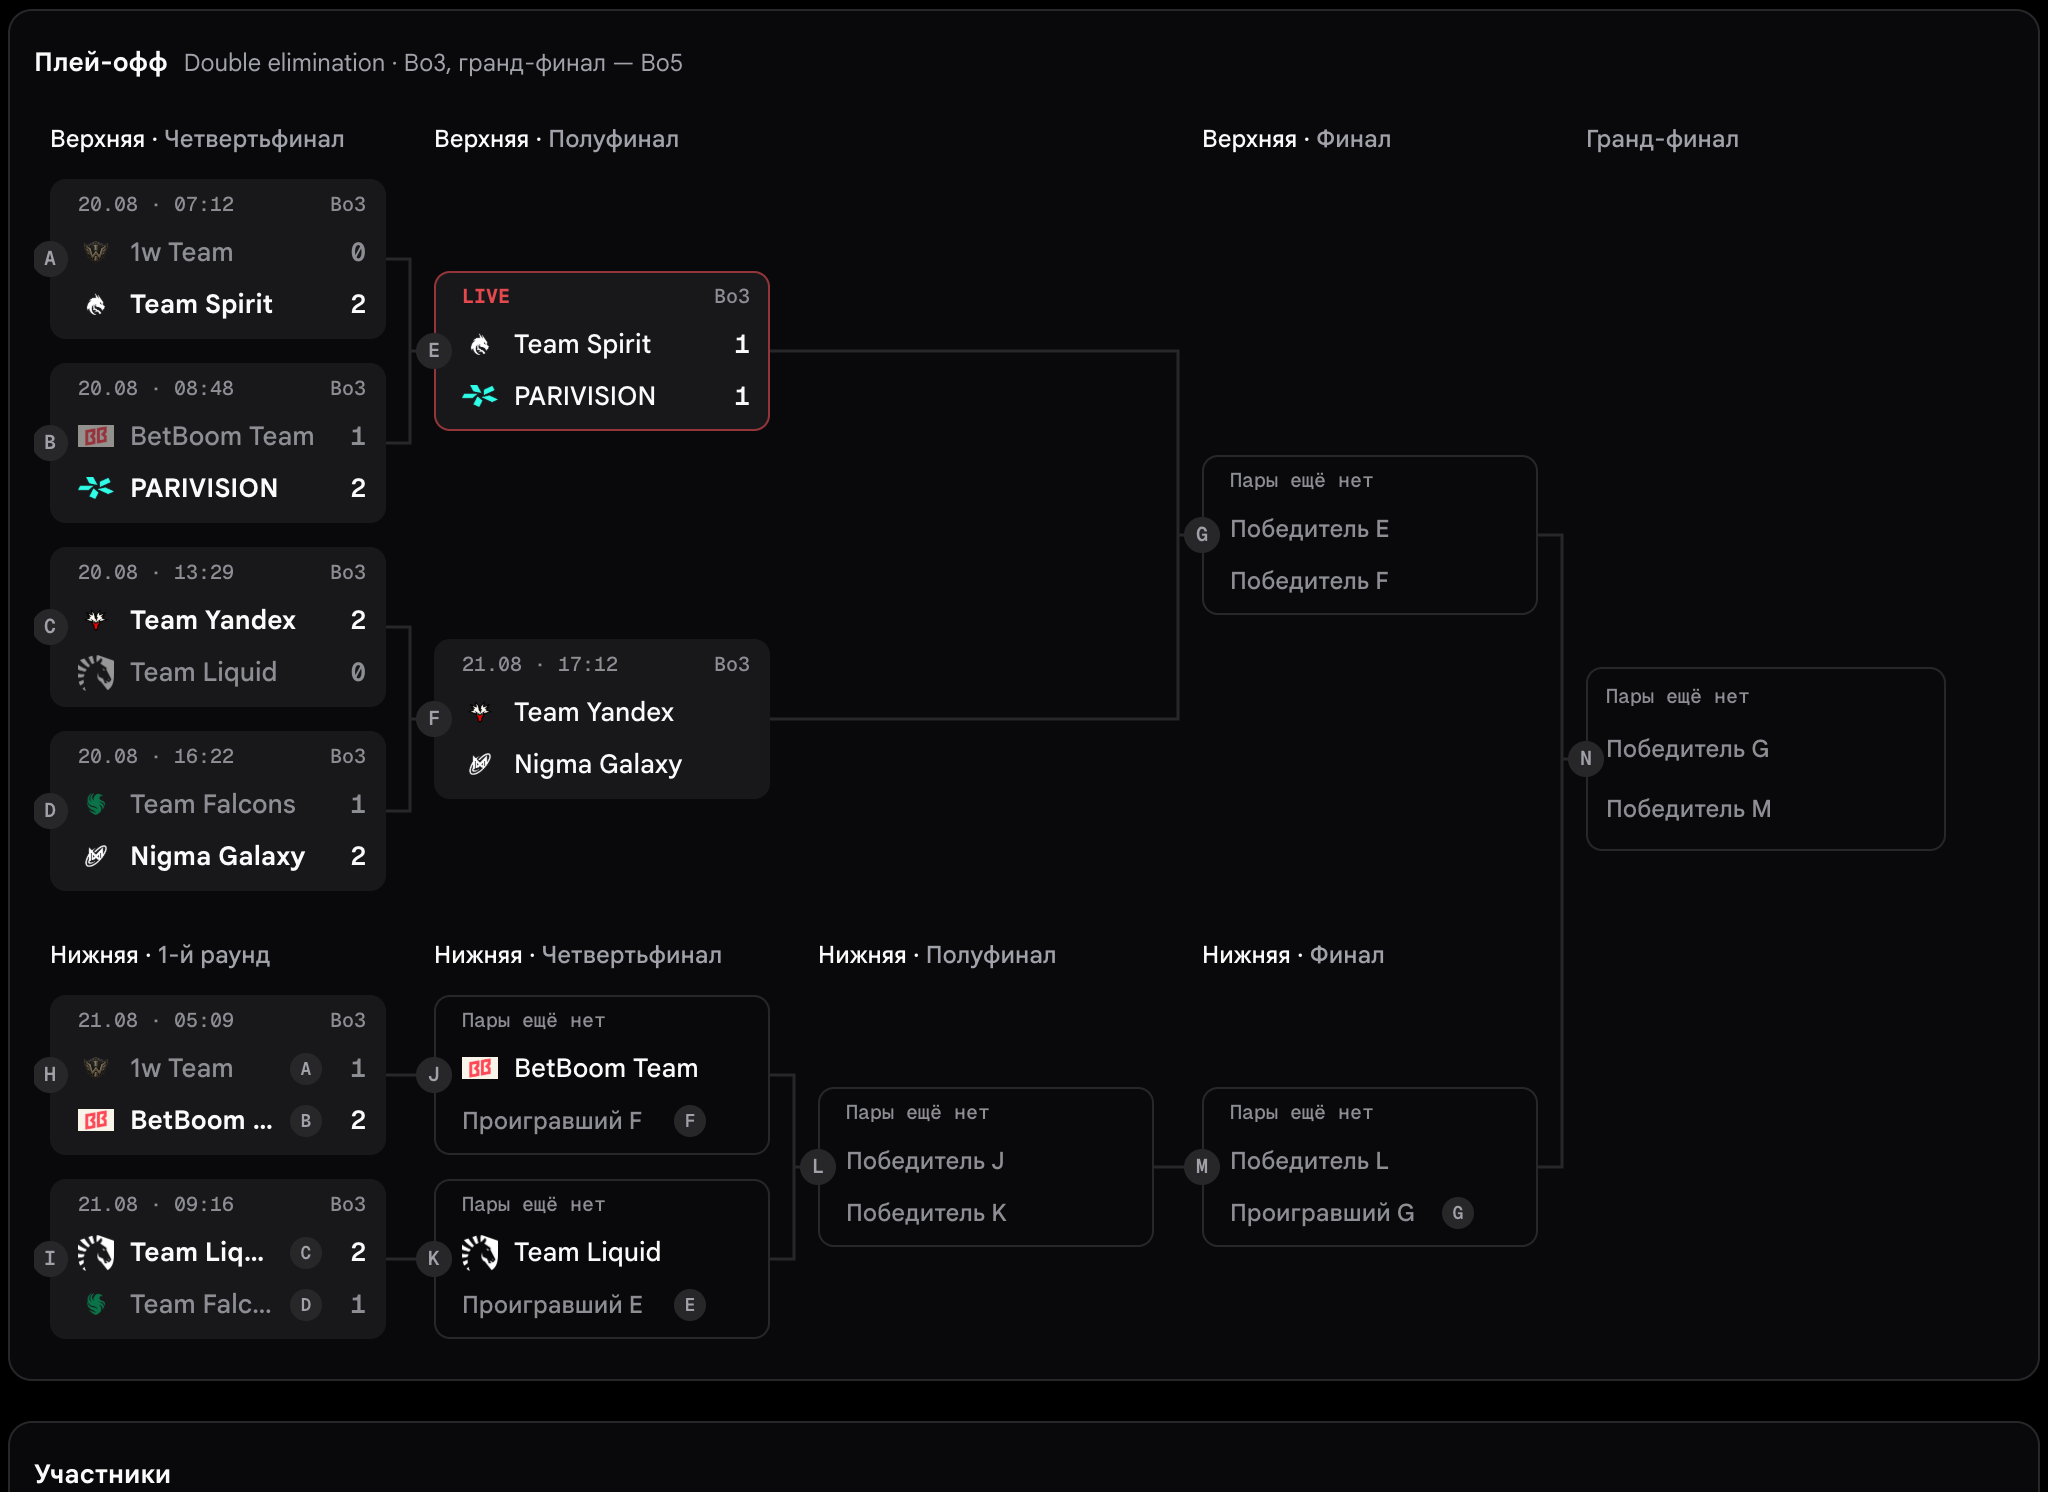 Плей-офф Double elimination · Bo3, гранд-финал — Bo5
Верхняя · Четвертьфинал
20.08 · 07:12 Bo3
A
1w Team 0
Team Spirit 2
20.08 · 08:48 Bo3
B
BetBoom Team 1
PARIVISION 2
20.08 · 13:29 Bo3
C
Team Yandex 2
Team Liquid 0
20.08 · 16:22 Bo3
D
Team Falcons 1
Nigma Galaxy 2
Верхняя · Полуфинал
LIVE Bo3
E
Team Spirit 1
PARIVISION 1
21.08 · 17:12 Bo3
F
Team Yandex
Nigma Galaxy
Верхняя · Финал
Пары ещё нет
G
Победитель E
Победитель F
Гранд-финал
Пары ещё нет
N
Победитель G
Победитель M
Нижняя · 1-й раунд
21.08 · 05:09 Bo3
H
1w Team A 1
BetBoom ... B 2
21.08 · 09:16 Bo3
I
Team Liq... C 2
Team Falc... D 1
Нижняя · Четвертьфинал
Пары ещё нет
J
BetBoom Team
Проигравший F F
Пары ещё нет
K
Team Liquid
Проигравший E E
Нижняя · Полуфинал
Пары ещё нет
L
Победитель J
Победитель K
Нижняя · Финал
Пары ещё нет
M
Победитель L
Проигравший G G
Участники